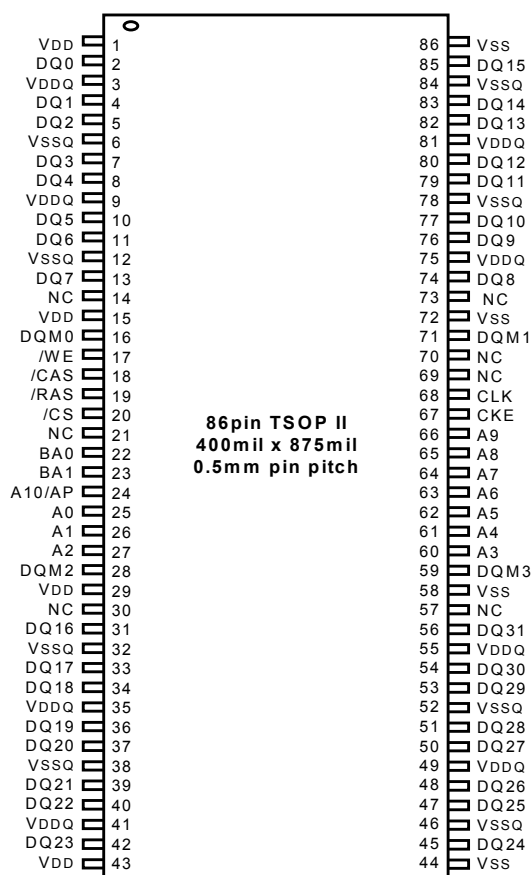 VDD 1 86 VSS
DQ0 2 85 DQ15
VDDQ 3 84 VSSQ
DQ1 4 83 DQ14
DQ2 5 82 DQ13
VSSQ 6 81 VDDQ
DQ3 7 80 DQ12
DQ4 8 79 DQ11
VDDQ 9 78 VSSQ
DQ5 10 77 DQ10
DQ6 11 76 DQ9
VSSQ 12 75 VDDQ
DQ7 13 74 DQ8
NC 14 73 NC
VDD 15 72 VSS
DQM0 16 71 DQM1
/WE 17 70 NC
/CAS 18 69 NC
/RAS 19 68 CLK
/CS 20 67 CKE
NC 21 66 A9
BA0 22 65 A8
BA1 23 64 A7
A10/AP 24 63 A6
A0 25 62 A5
A1 26 61 A4
A2 27 60 A3
DQM2 28 59 DQM3
VDD 29 58 VSS
NC 30 57 NC
DQ16 31 56 DQ31
VSSQ 32 55 VDDQ
DQ17 33 54 DQ30
DQ18 34 53 DQ29
VDDQ 35 52 VSSQ
DQ19 36 51 DQ28
DQ20 37 50 DQ27
VSSQ 38 49 VDDQ
DQ21 39 48 DQ26
DQ22 40 47 DQ25
VDDQ 41 46 VSSQ
DQ23 42 45 DQ24
VDD 43 44 VSS
86pin TSOP II
400mil x 875mil
0.5mm pin pitch